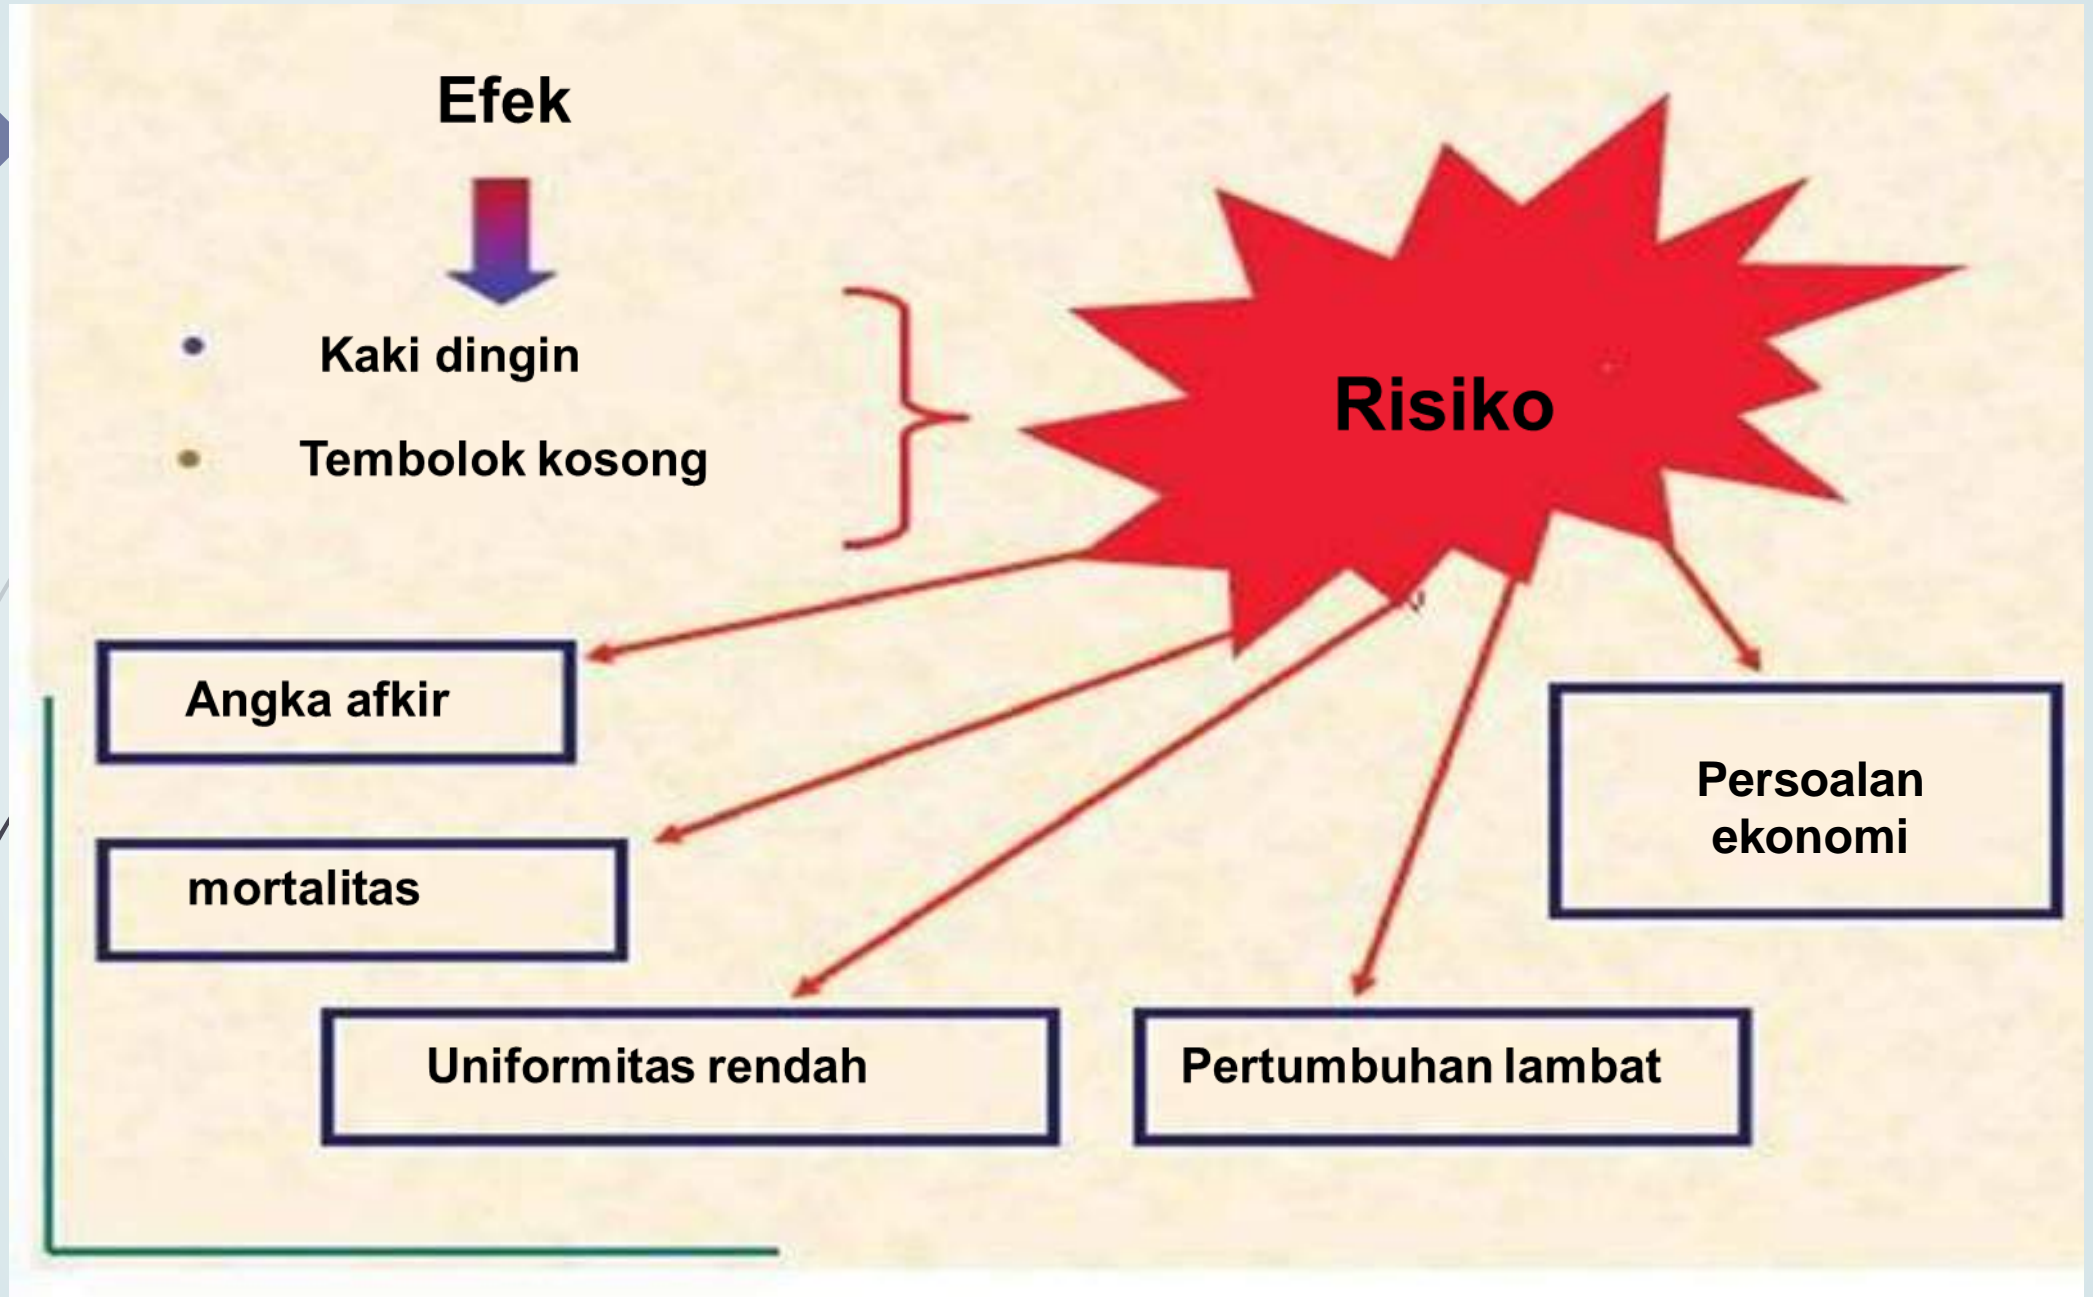 Efek
Kaki dingin
Tembolok kosong
Risiko
Angka afkir
mortalitas
Uniformitas rendah
Pertumbuhan lambat
Persoalan
ekonomi